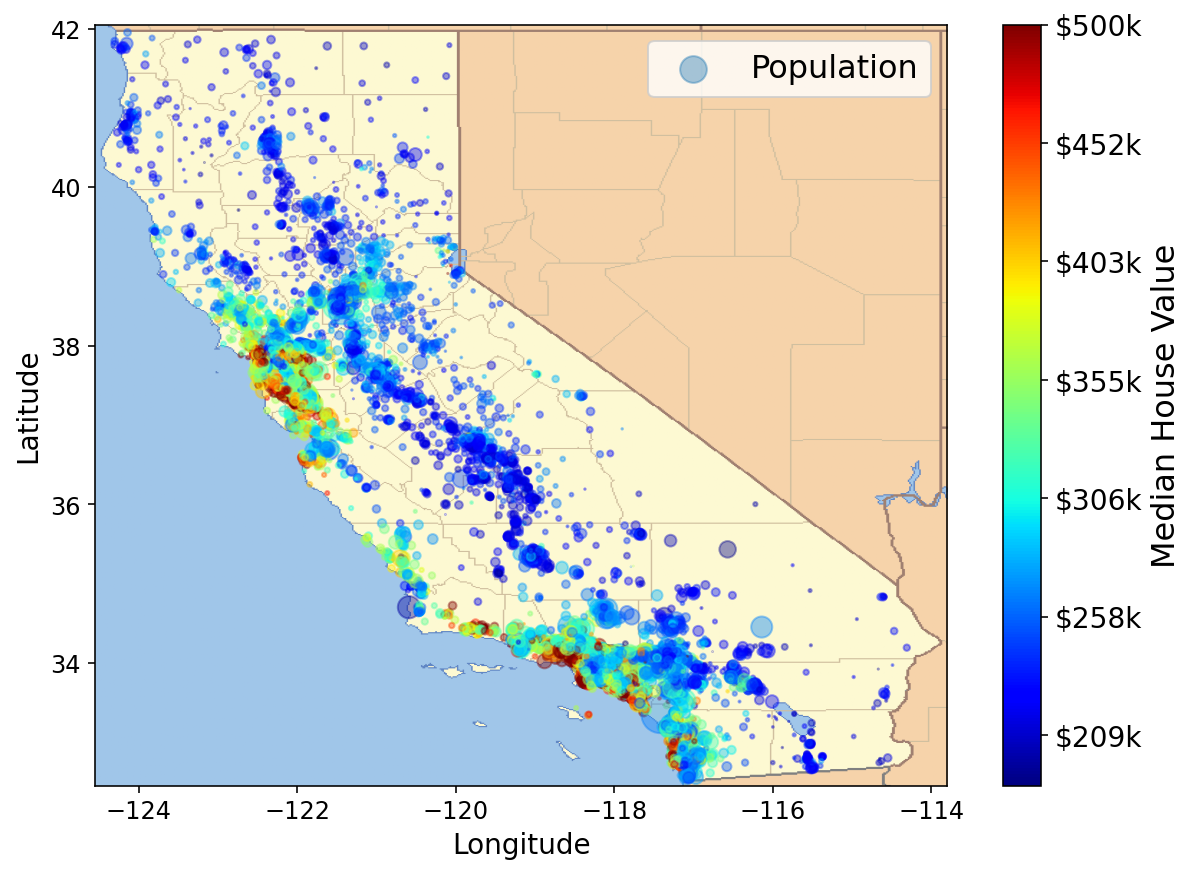 42
40
38
36
34
−124
−122
−120
−118
−116
−114
Longitude
Latitude
Population
$500k
$452k
$403k
$355k
$306k
$258k
$209k
Median House Value